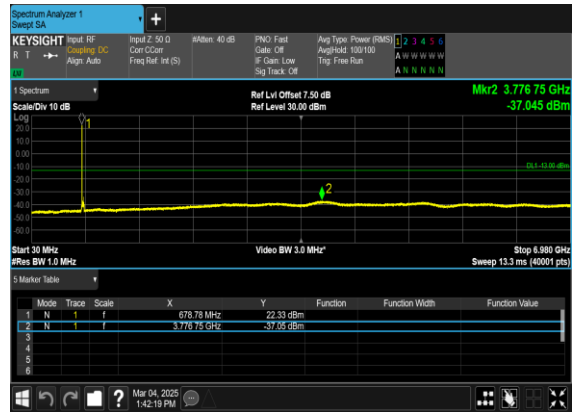 Spectrum Analyzer 1
Swept SA
+
KEYSIGHT Input: RF Input Z: 50 Ω #Atten: 40 dB PNO: Fast Avg Type: Power (RMS) 1 2 3 4 5 6
R T Coupling: DC Corr CCorr Gate: Off Avg|Hold: 100/100 A W W W W W
Align: Auto Freq Ref: Int (S) IF Gain: Low Trig: Free Run
Sig Track: Off A N N N N N
1 Spectrum Ref Lvl Offset 7.50 dB Mkr2 3.776 75 GHz
Scale/Div 10 dB Ref Level 30.00 dBm -37.045 dBm
Log
1
20.0
10.0
0.00
-10.0
DL1 -13.00 dBm
-20.0
-30.0
2
-40.0
-50.0
-60.0
Start 30 MHz Video BW 3.0 MHz* Stop 6.980 GHz
#Res BW 1.0 MHz Sweep 13.3 ms (40001 pts)
5 Marker Table
Mode Trace Scale X Y Function Function Width Function Value
1 N 1 f 678.78 MHz 22.33 dBm
2 N 1 f 3.776 75 GHz -37.05 dBm
3
4
5
6
? Mar 04, 2025
1:42:19 PM